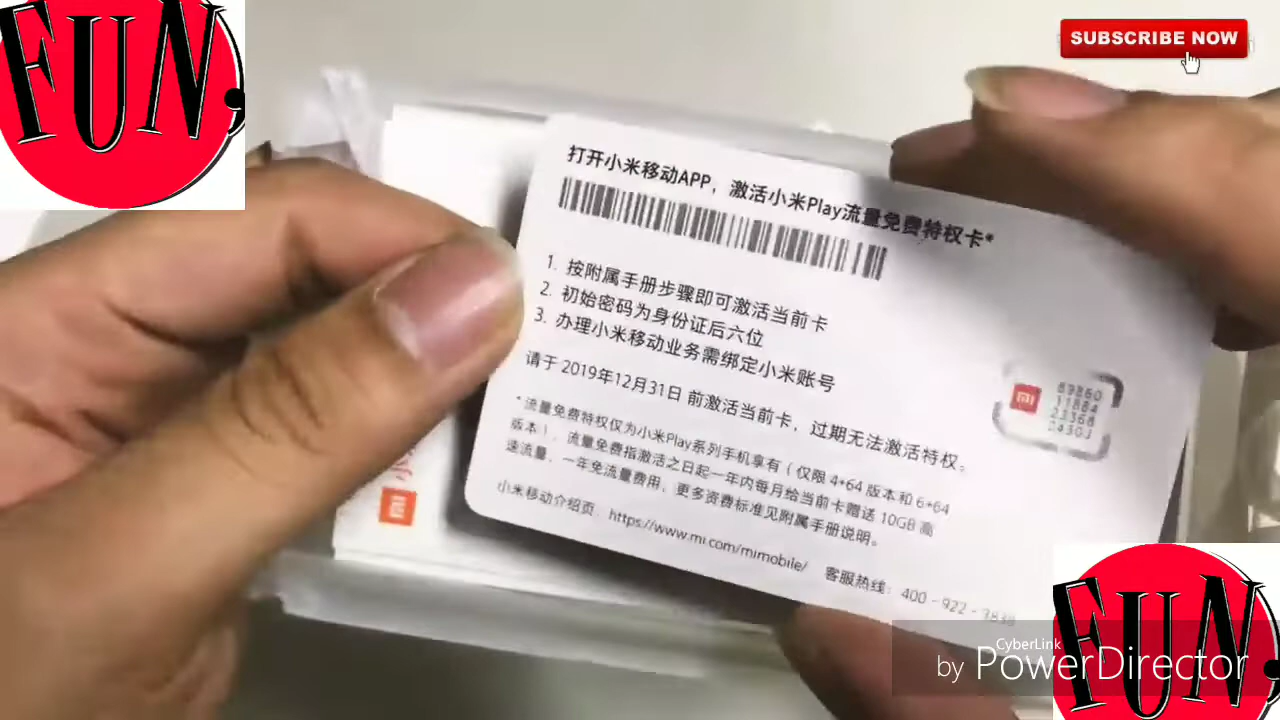 FUN.
SUBSCRIBE NOW
打开小米移动APP，激活小米Play流量免费特权卡*
1. 按附属手册步骤即可激活当前卡
2. 初始密码为身份证后六位
3. 办理小米移动业务需绑定小米账号
请于 2019年12月31日 前激活当前卡，过期无法激活特权。
*流量免费特权仅为小米Play系列手机享有（仅限 4+64 版本和 6+64
版本），流量免费指激活之日起一年内每月给当前卡赠送 10GB 高
速流量，一年免流量费用，更多资费标准见附属手册说明。
小米移动介绍页：https://www.mi.com/mimobile/ 客服热线：400-922-3838
mi
89860
11884
CyberLink
by PowerDirector
FUN.